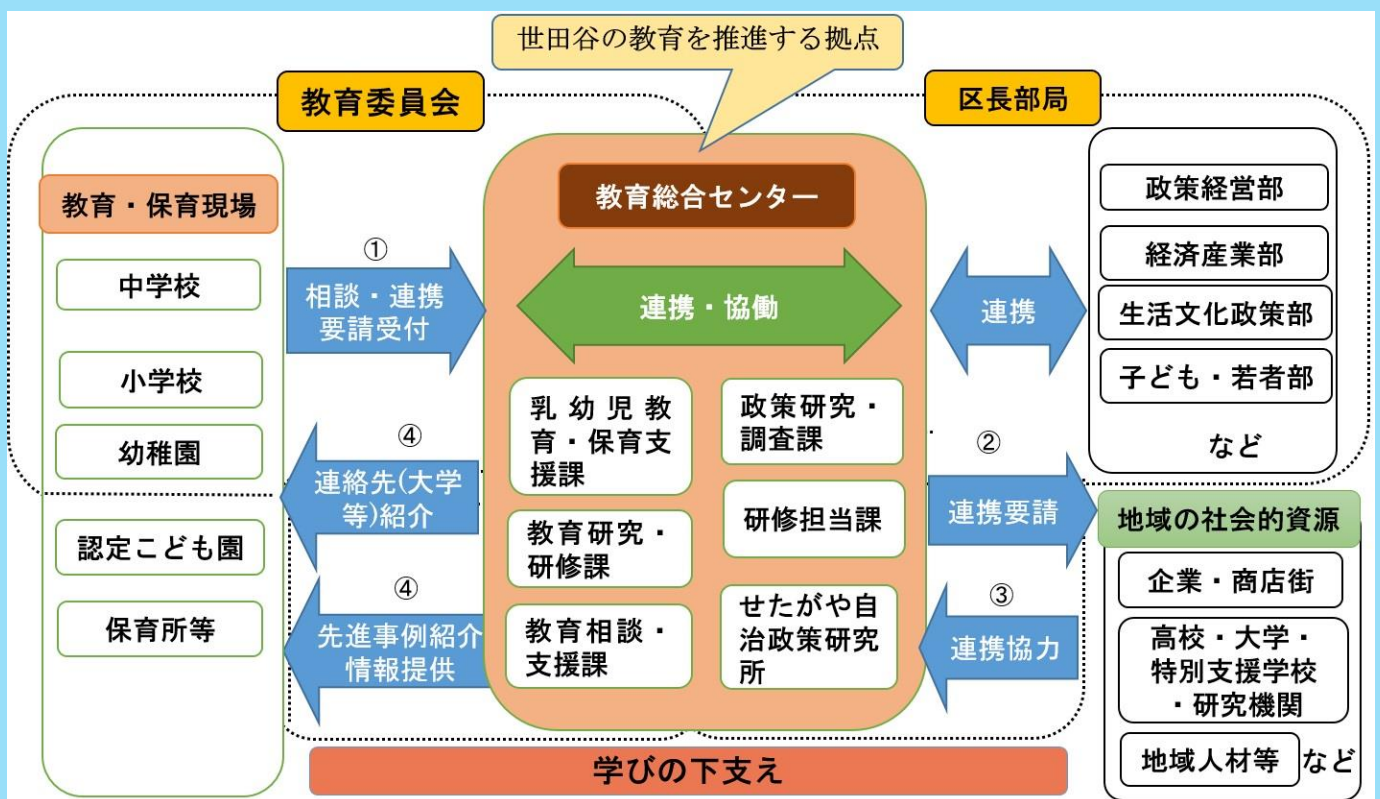 世田谷の教育を推進する拠点
教育委員会
区長部局
教育・保育現場
中学校
小学校
幼稚園
認定こども園
保育所等
①
相談・連携
要請受付
④
連絡先(大学
等)紹介
④
先進事例紹介
情報提供
教育総合センター
連携・協働
乳幼児教
育・保育支
援課
教育研究・
研修課
教育相談・
支援課
政策研究・
調査課
研修担当課
せたがや自
治政策研究
所
連携
②
連携要請
③
連携協力
政策経営部
経済産業部
生活文化政策部
子ども・若者部
など
地域の社会的資源
企業・商店街
高校・大学・
特別支援学校
・研究機関
地域人材等
など
学びの下支え